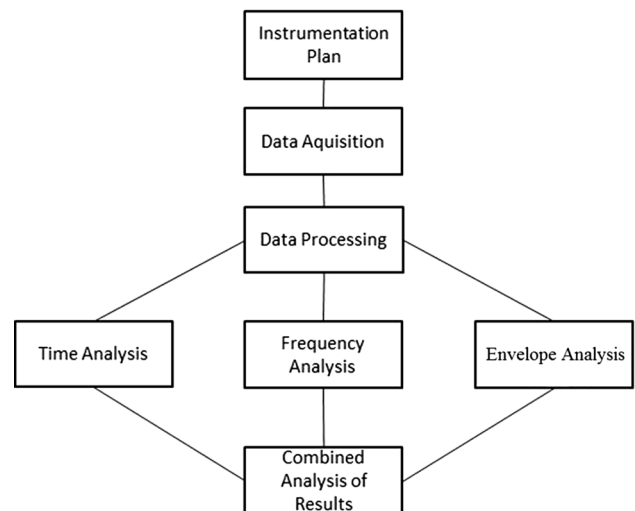 Instrumentation
Plan
Data Aquisition
Data Processing
Time Analysis
Frequency
Analysis
Envelope Analysis
Combined
Analysis of
Results